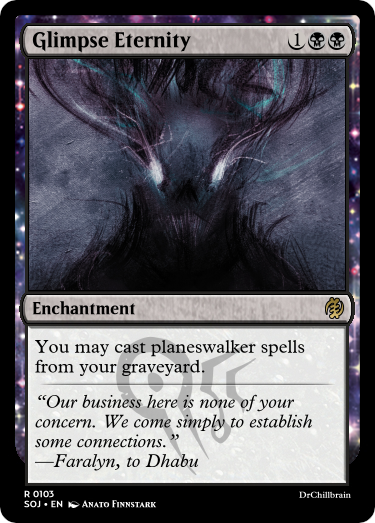 Glimpse Eternity 1
Enchantment
You may cast planeswalker spells
from your graveyard.
“Our business here is none of your
concern. We come simply to establish
some connections.”
—Faralyn, to Dhabu
R 0103
SOJ • EN Anato Finnstark
DrChillbrain